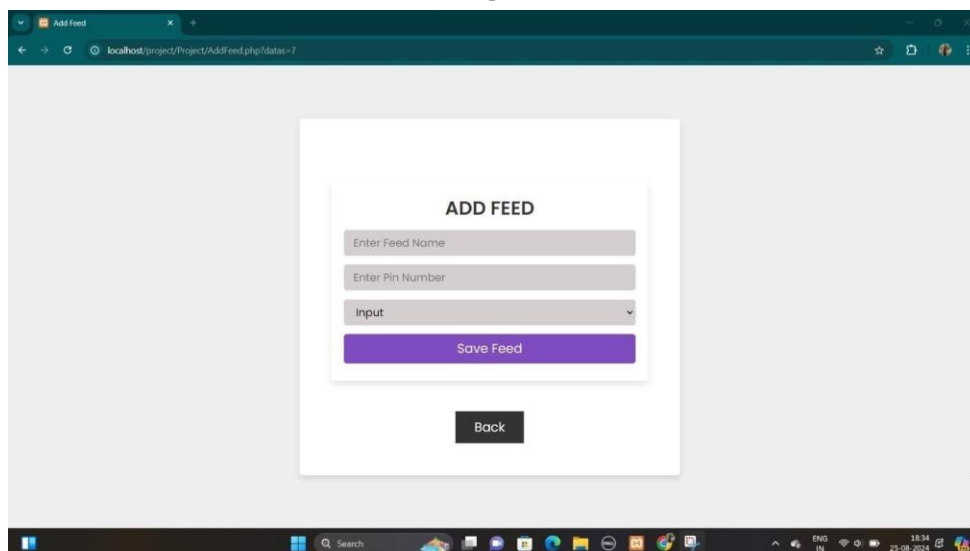 Add Feed
localhost/project/Project/AddFeed.php?datas=7
ADD FEED
Enter Feed Name
Enter Pin Number
Input
Save Feed
Back
Search
ENG
IN
18:34
25-08-2024